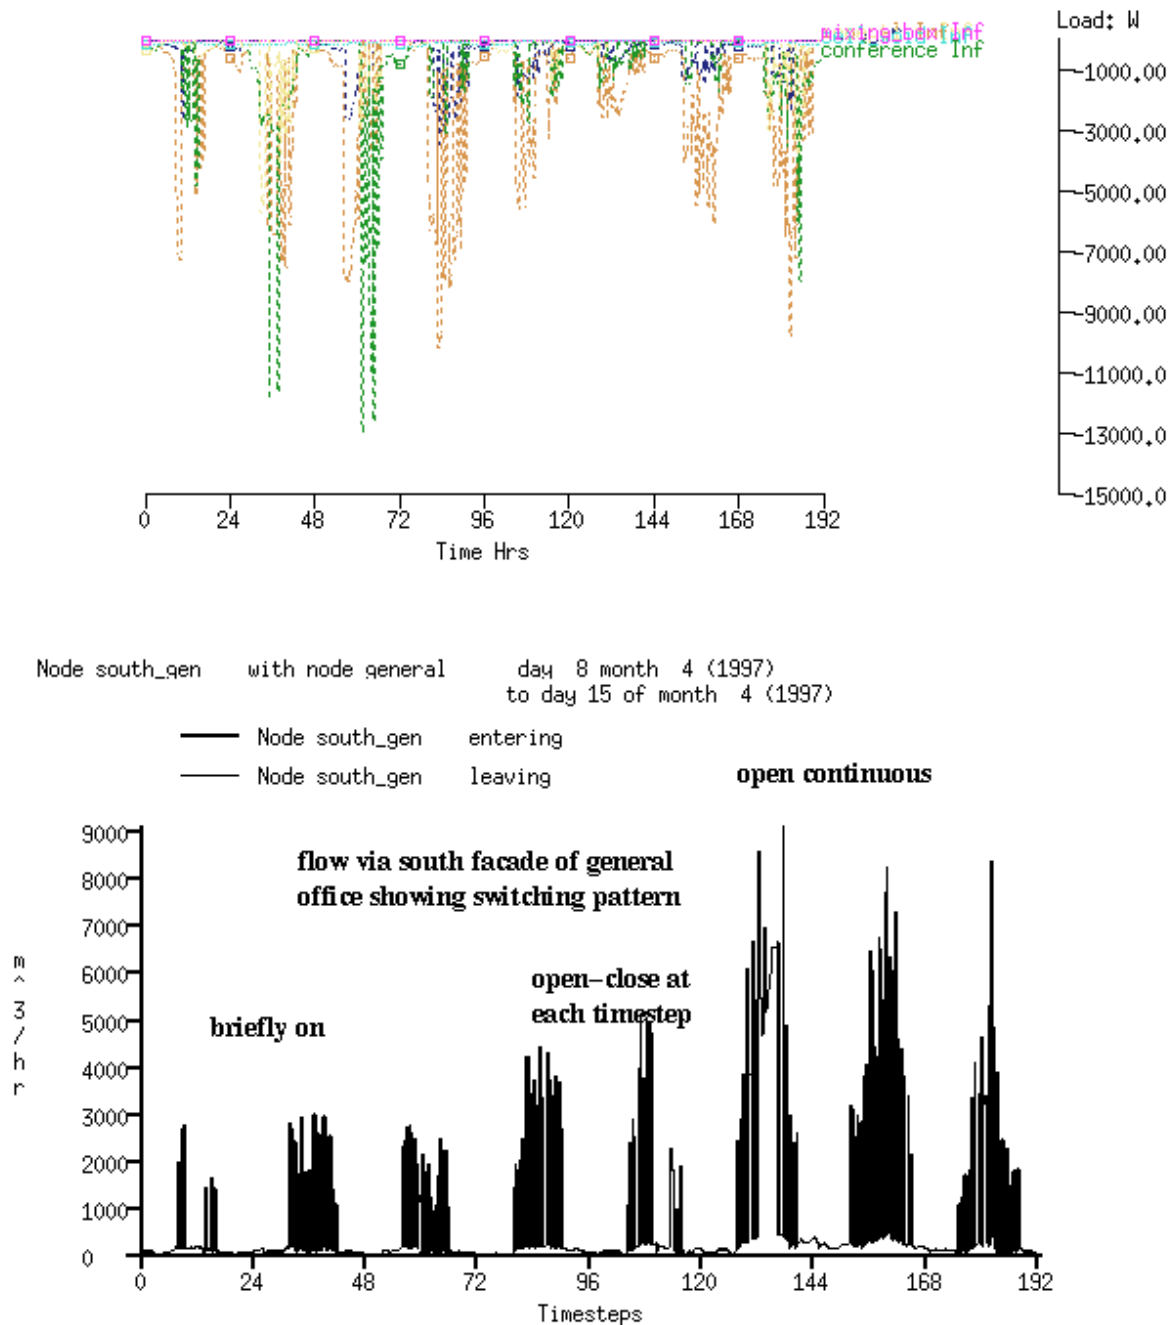 Load: W
conference Inf
-1000.00
-3000.00
-5000.00
-7000.00
-9000.00
-11000.0
-13000.0
-15000.0
0 24 48 72 96 120 144 168 192
Time Hrs
Node south_gen with node general day 8 month 4 (1997)
to day 15 of month 4 (1997)
Node south_gen entering
Node south_gen leaving
open continuous
flow via south facade of general
office showing switching pattern
open-close at
each timestep
briefly on
m^3/hr
9000
8000
7000
6000
5000
4000
3000
2000
1000
0
0 24 48 72 96 120 144 168 192
Timesteps